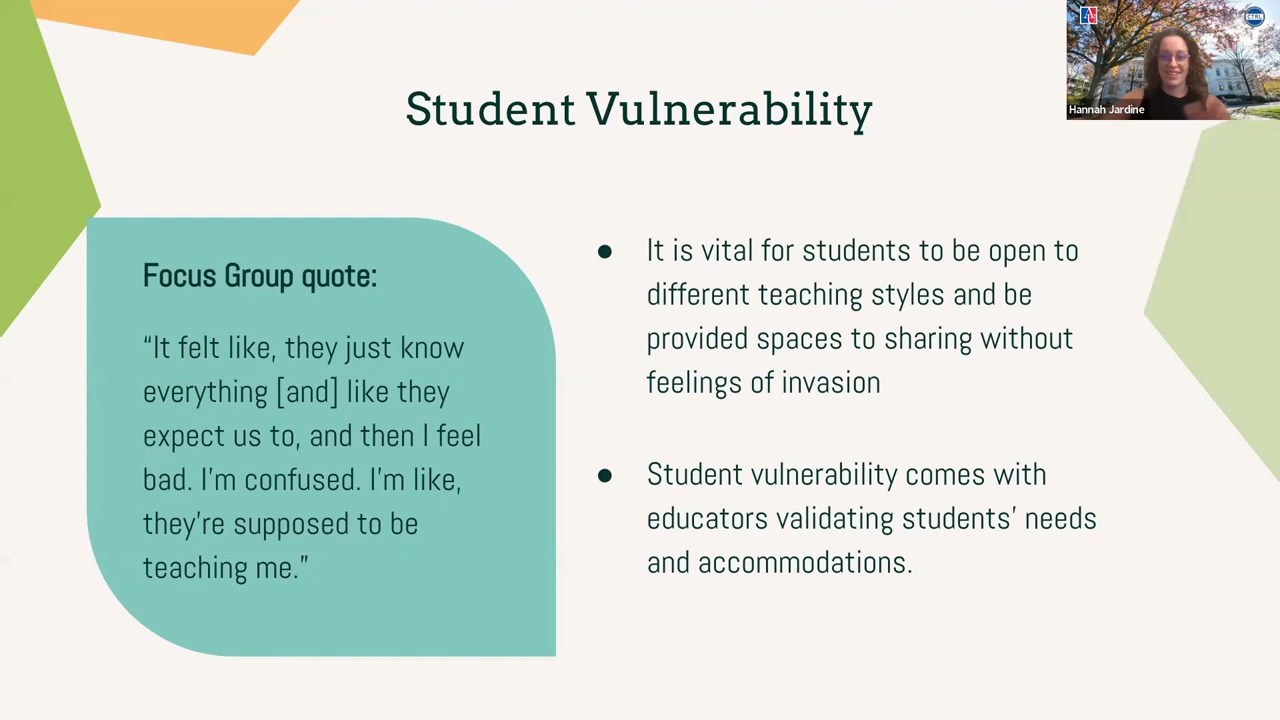 CTRL
Hannah Jardine
Student Vulnerability
Focus Group quote:
“It felt like, they just know
everything [and] like they
expect us to, and then I feel
bad. I’m confused. I’m like,
they’re supposed to be
teaching me.”
● It is vital for students to be open to
different teaching styles and be
provided spaces to sharing without
feelings of invasion
● Student vulnerability comes with
educators validating students’ needs
and accommodations.